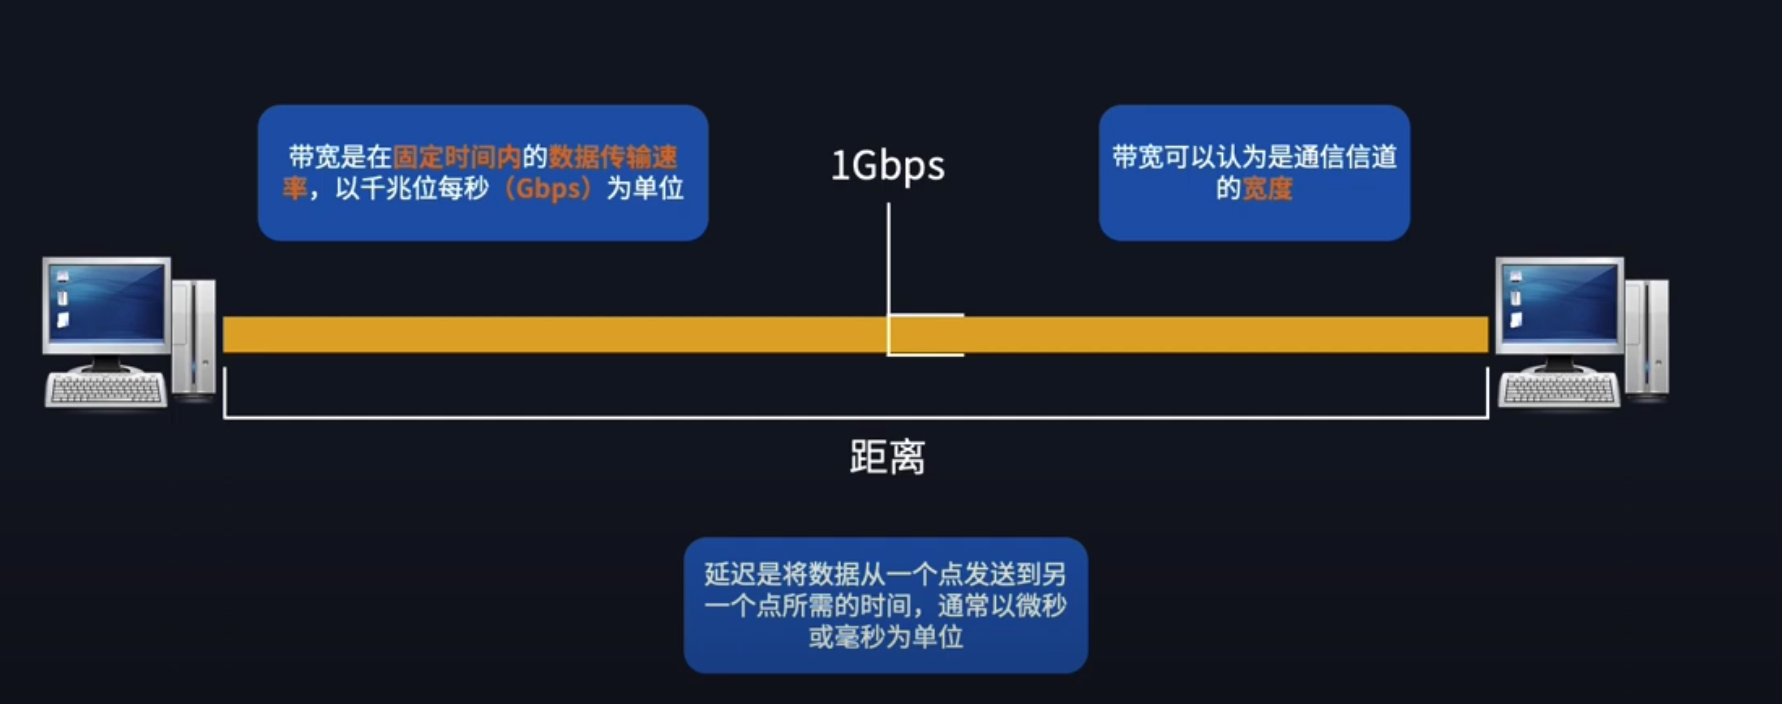 带宽是在固定时间内的数据传输速
率，以千兆位每秒（Gbps）为单位
1Gbps
带宽可以认为是通信信道
的宽度
距离
延迟是将数据从一个点发送到另
一个点所需的时间，通常以微秒
或毫秒为单位